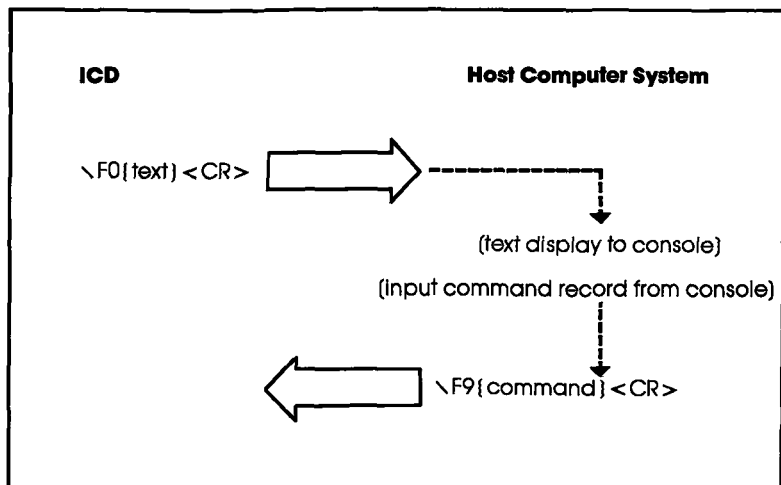 ICD Host Computer System
\F0{text}<CR>
{text display to console}
{input command record from console}
\F9{command}<CR>